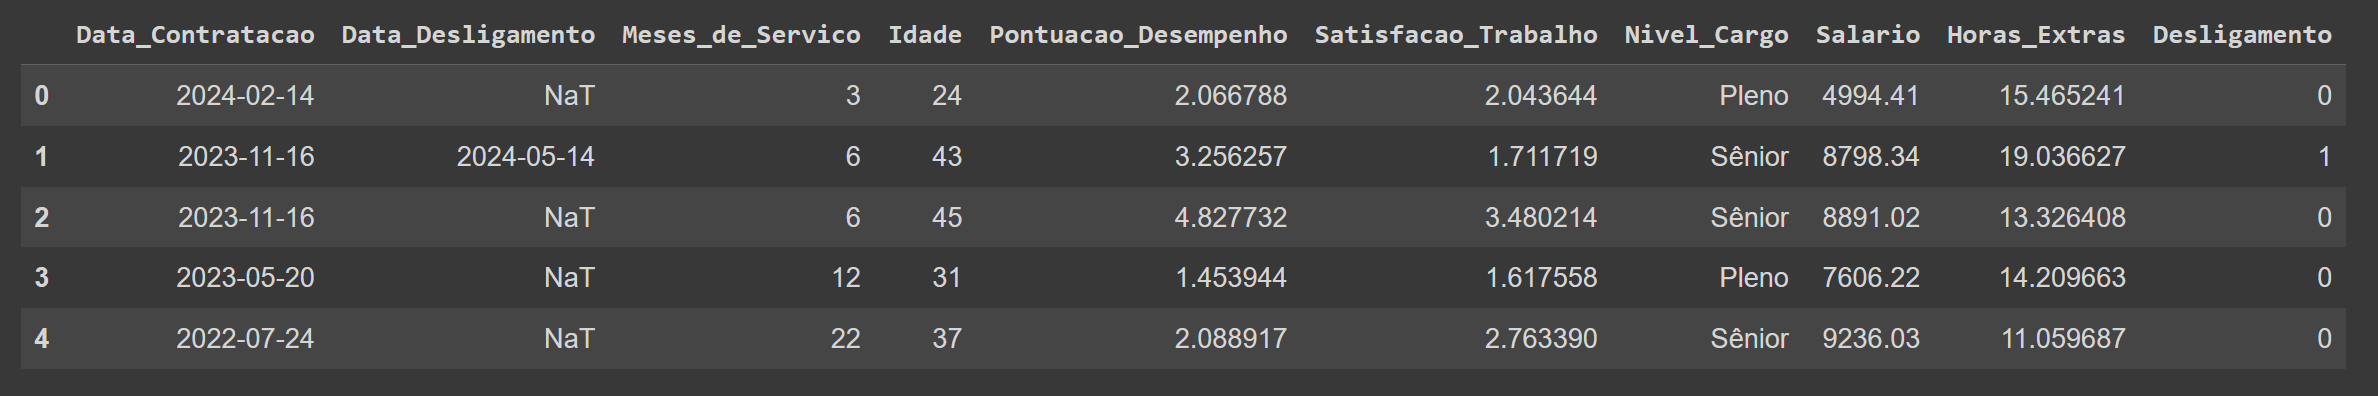 Data_Contratacao Data_Desligamento Meses_de_Servico Idade Pontuacao_Desempenho Satisfacao_Trabalho Nivel_Cargo Salario Horas_Extras Desligamento
0 2024-02-14 NaT 3 24 2.066788 2.043644 Pleno 4994.41 15.465241 0
1 2023-11-16 2024-05-14 6 43 3.256257 1.711719 Sênior 8798.34 19.036627 1
2 2023-11-16 NaT 6 45 4.827732 3.480214 Sênior 8891.02 13.326408 0
3 2023-05-20 NaT 12 31 1.453944 1.617558 Pleno 7606.22 14.209663 0
4 2022-07-24 NaT 22 37 2.088917 2.763390 Sênior 9236.03 11.059687 0